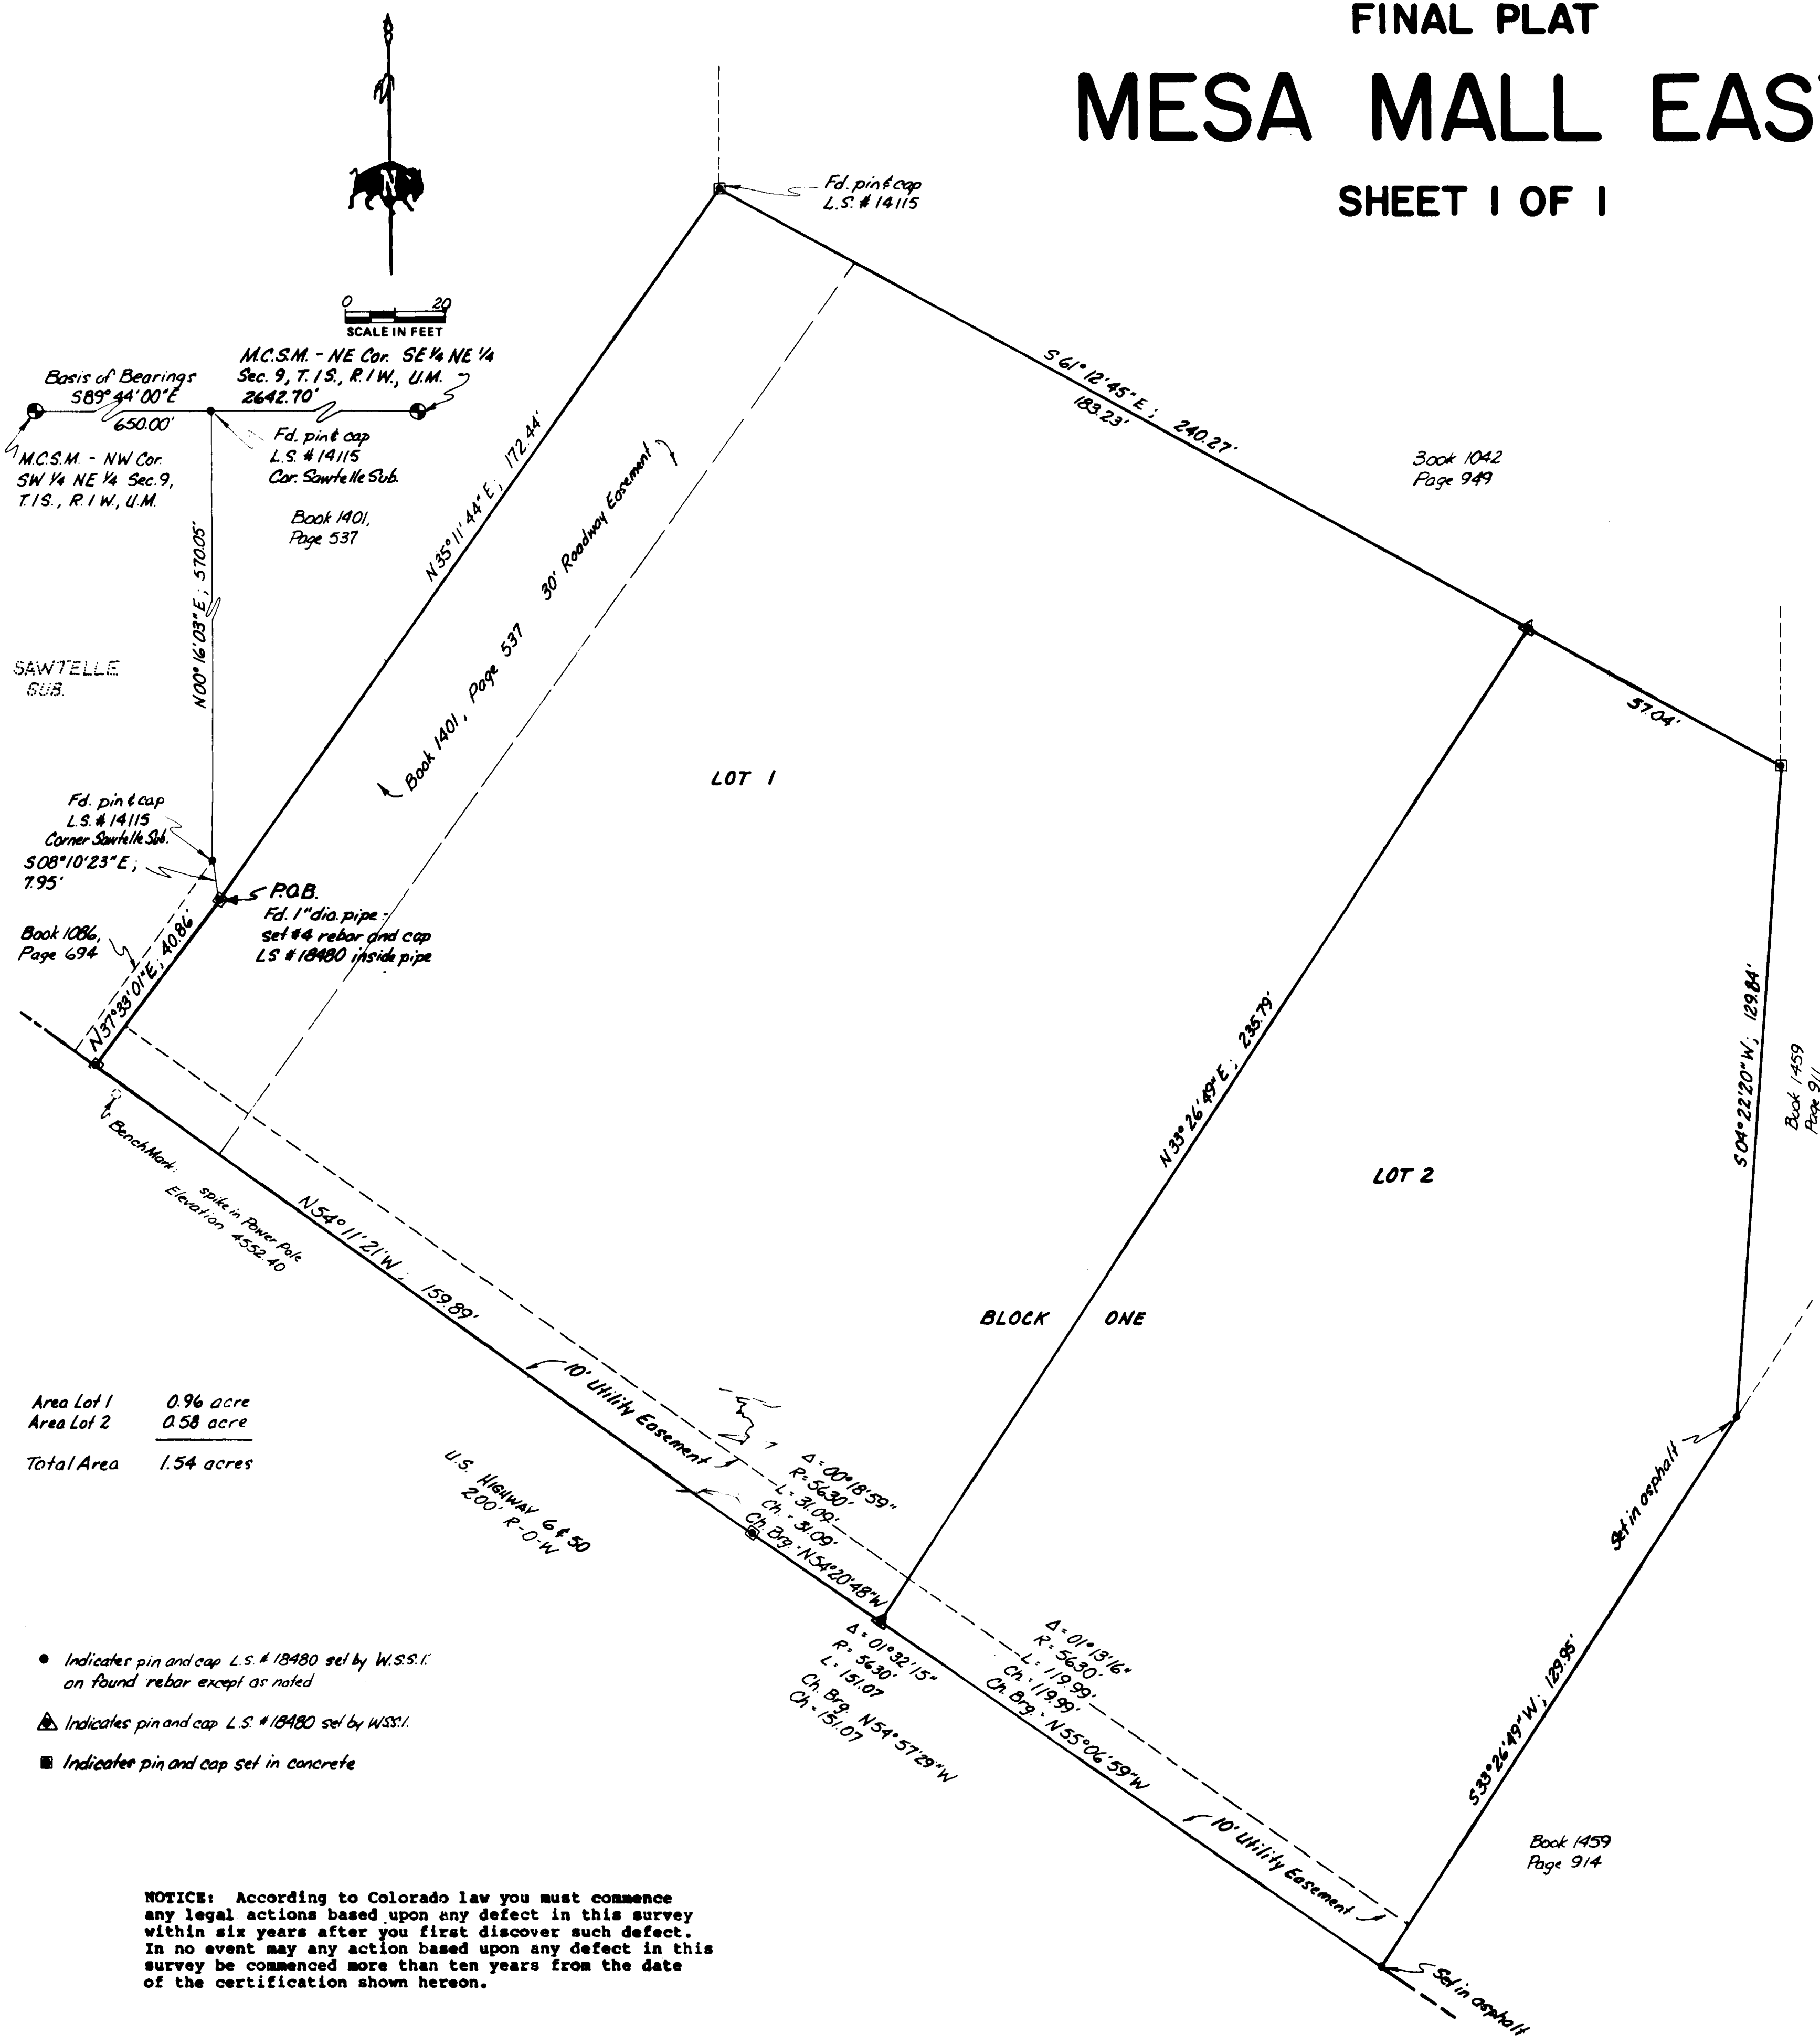 FINAL PLAT
MESA MALL EAS
SHEET 1 OF 1
N
0 20
SCALE IN FEET
Fd. pin & cap
L.S. # 14115
Basis of Bearings
S89°44'00"E
650.00'
M.C.S.M. - NE Cor. SE 1/4 NE 1/4
Sec. 9, T.1S., R.1W., U.M.
2642.70'
M.C.S.M. - NW Cor.
SW 1/4 NE 1/4 Sec. 9,
T.1S., R.1W., U.M.
Fd. pin & cap
L.S. # 14115
Cor. Sawtelle Sub.
Book 1401,
Page 537
N00°16'03"E; 570.05'
SAWTELLE
SUB.
N35°11'44"E; 172.44'
30' Roadway Easement
Book 1401, Page 537
S61°12'45"E; 240.27'
183.23'
57.04'
Book 1042
Page 949
LOT 1
Fd. pin & cap
L.S. # 14115
Corner Sawtelle Sub.
S08°10'23"E;
7.95'
P.O.B.
Fd. 1" dia. pipe -
set #4 rebar and cap
LS # 18480 inside pipe
Book 1086,
Page 694
N37°33'01"E; 40.86'
N33°26'49"E; 235.79'
S04°22'20"W; 129.84'
Book 1459
Page 911
LOT 2
Bench Mark:
spike in Power Pole
Elevation 4552.40
N54°11'21"W; 159.89'
BLOCK ONE
10' Utility Easement
Area Lot 1 0.96 acre
Area Lot 2 0.58 acre
Total Area 1.54 acres
U.S. HIGHWAY 6 & 50
200' R-O-W
Δ = 00°18'59"
R = 5630'
L = 31.09'
Ch. = 31.09'
Ch. Brg. = N54°20'48"W
Δ = 01°32'15"
R = 5630'
L = 151.07
Ch. Brg. N54°57'29"W
Ch = 151.07
Δ = 01°13'16"
R = 5630'
L = 119.99'
Ch = 119.99'
Ch. Brg. = N55°06'59"W
Set in asphalt
S33°26'49"W; 129.95'
10' Utility Easement
Book 1459
Page 914
Set in asphalt
Indicates pin and cap L.S. # 18480 set by W.S.S.I.
on found rebar except as noted
Indicates pin and cap L.S. # 18480 set by WSS.I.
Indicates pin and cap set in concrete
NOTICE: According to Colorado law you must commence
any legal actions based upon any defect in this survey
within six years after you first discover such defect.
In no event may any action based upon any defect in this
survey be commenced more than ten years from the date
of the certification shown hereon.